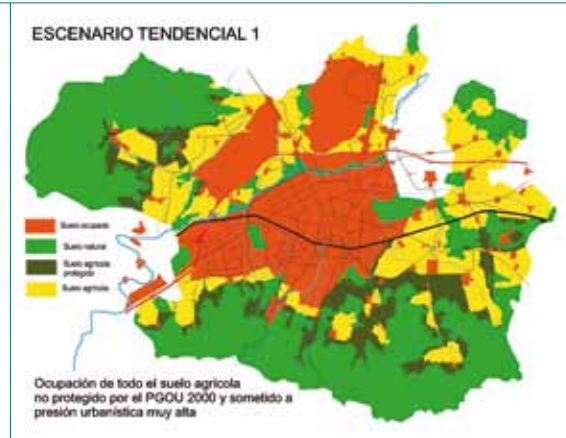 ESCENARIO TENDENCIAL 1
Suelo ocupado
Suelo natural
Suelo agrícola
protegido
Suelo agrícola
Ocupación de todo el suelo agrícola
no protegido por el PGOU 2000 y sometido a
presión urbanística muy alta